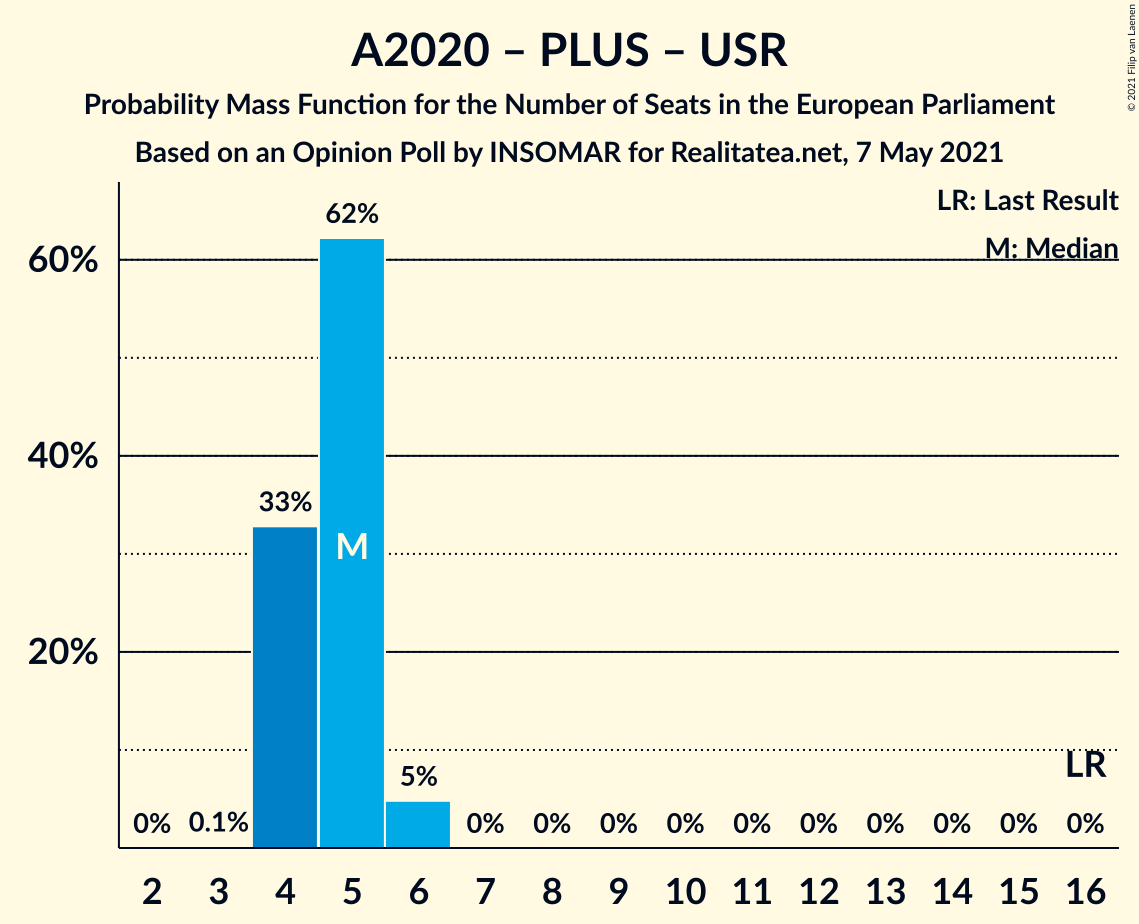 A2020 – PLUS – USR
Probability Mass Function for the Number of Seats in the European Parliament
Based on an Opinion Poll by INSOMAR for Realitatea.net, 7 May 2021
© 2021 Filip van Laenen
LR: Last Result
M: Median
62%
60%
40%
33%
M
20%
LR
5%
0% 0.1% 0% 0% 0% 0% 0% 0% 0% 0% 0% 0%
2 3 4 5 6 7 8 9 10 11 12 13 14 15 16